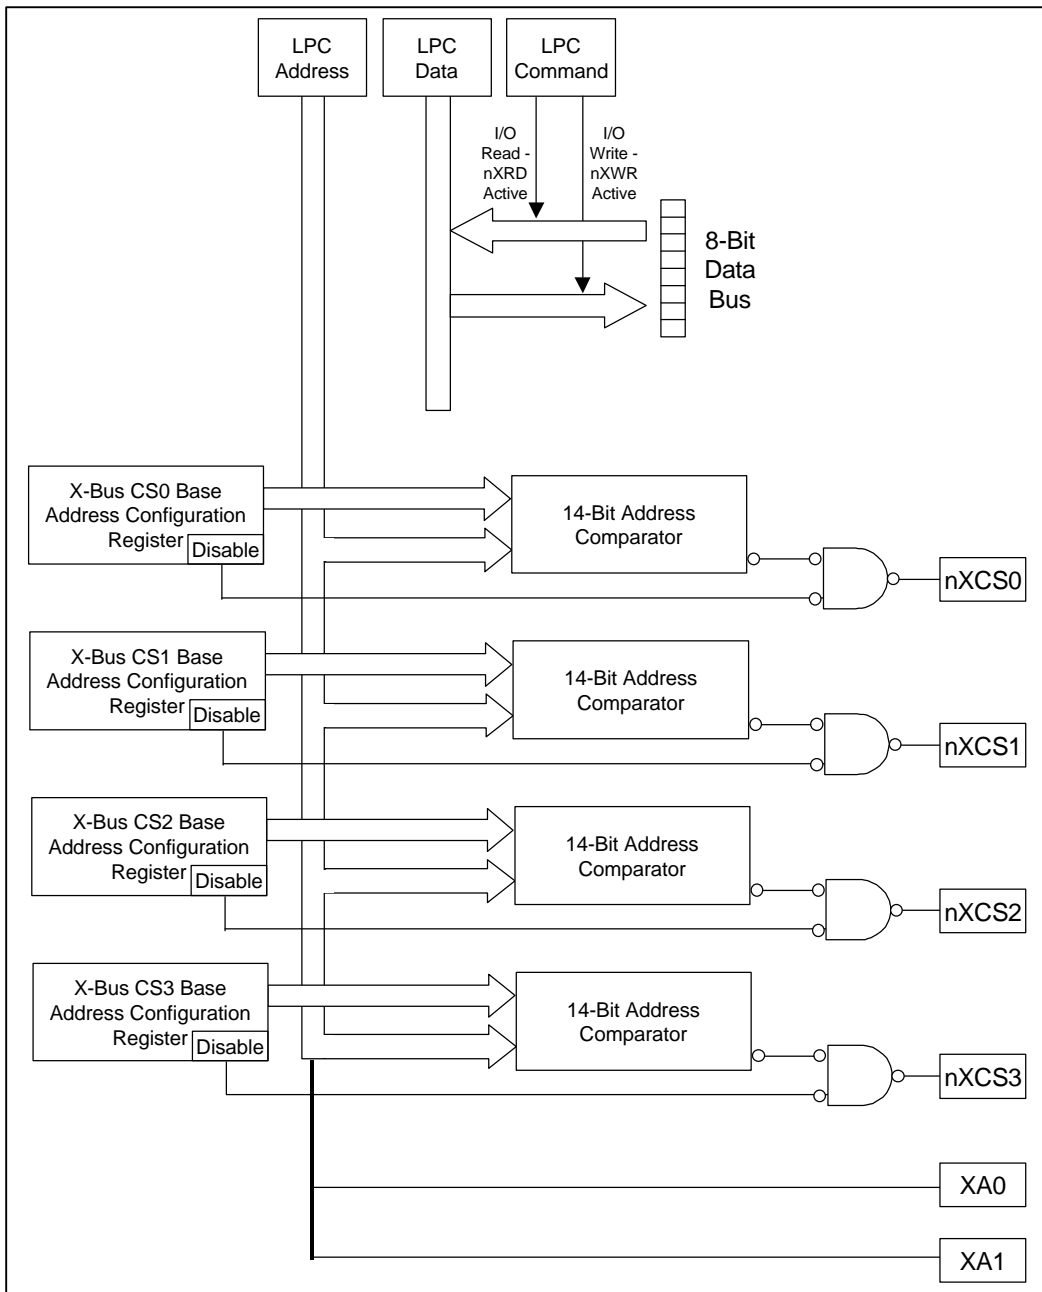 LPC
Address
LPC
Data
LPC
Command
I/O
Read -
nXRD
Active
I/O
Write -
nXWR
Active
8-Bit
Data
Bus
X-Bus CS0 Base
Address Configuration
Register
Disable
14-Bit Address
Comparator
nXCS0
X-Bus CS1 Base
Address Configuration
Register
Disable
14-Bit Address
Comparator
nXCS1
X-Bus CS2 Base
Address Configuration
Register
Disable
14-Bit Address
Comparator
nXCS2
X-Bus CS3 Base
Address Configuration
Register
Disable
14-Bit Address
Comparator
nXCS3
XA0
XA1